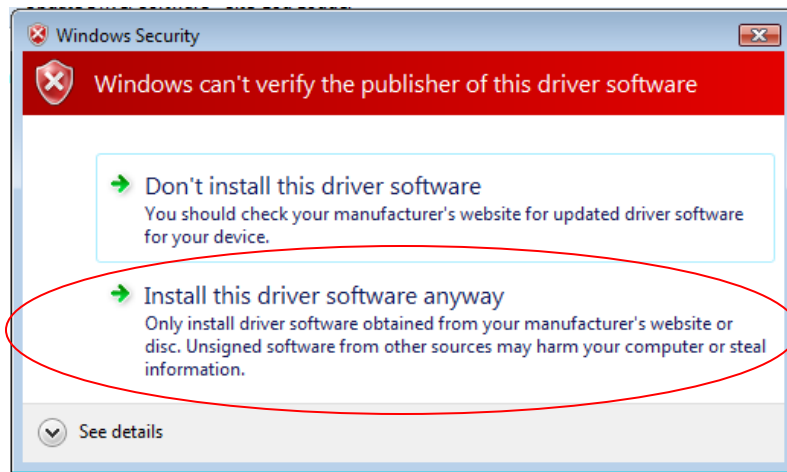 Windows Security
Windows can't verify the publisher of this driver software
Don't install this driver software
You should check your manufacturer's website for updated driver software
for your device.
Install this driver software anyway
Only install driver software obtained from your manufacturer's website or
disc. Unsigned software from other sources may harm your computer or steal
information.
See details